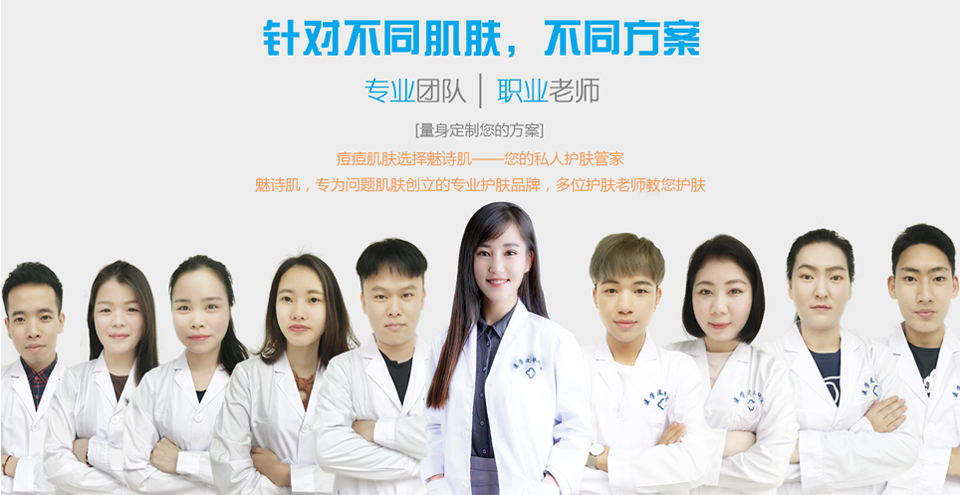 针对不同肌肤，不同方案
专业团队｜职业老师
[量身定制您的方案]
痘痘肌肤选择魅诗肌——您的私人护肤管家
魅诗肌，专为问题肌肤创立的专业护肤品牌，多位护肤老师教您护肤